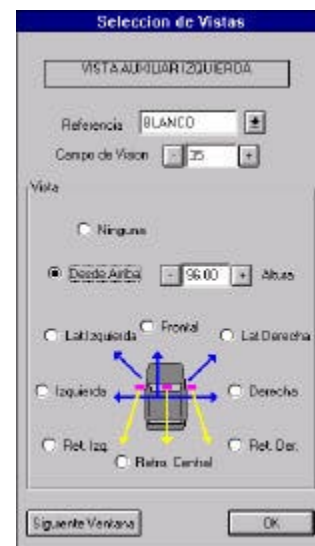 Seleccion de Vistas
VISTA AUXILIAR IZQUIERDA
Referencia BLANCO
Campo de Vision - 35 +
Vista
Ninguna
Desde Arriba - 96.00 + Altura
Lat.Izquierda Frontal Lat.Derecha
Izquierda Derecha
Ret. Izq. Ret. Der.
Retro. Central
Siguiente Ventana OK